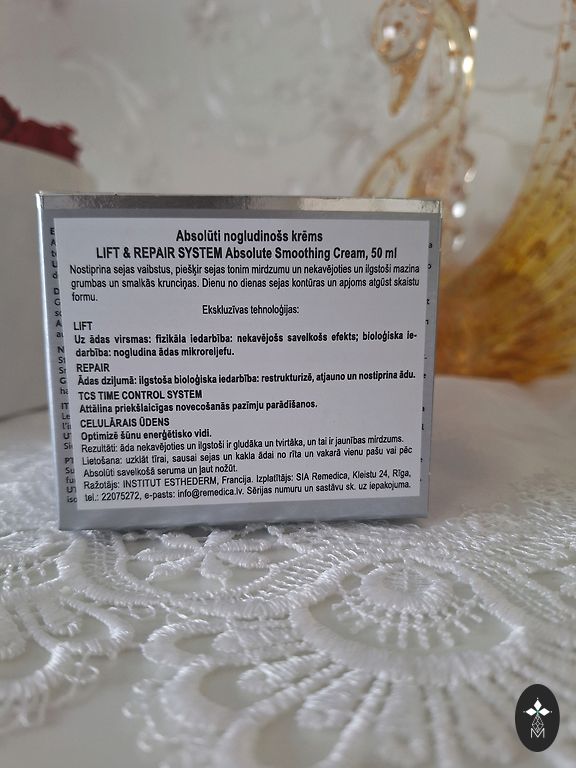 Absolūti nogludinošs krēms
LIFT & REPAIR SYSTEM Absolute Smoothing Cream, 50 ml
Nostiprina sejas vaibstus, piešķir sejas tonim mirdzumu un nekavējoties un ilgstoši mazina
grumbas un smalkās krunciņas. Dienu no dienas sejas kontūras un apjoms atgūst skaistu
formu.
Ekskluzīvas tehnoloģijas:
LIFT
Uz ādas virsmas: fizikāla iedarbība: nekavējošs savelkošs efekts; bioloģiska ie-
darbība: nogludina ādas mikroreljefu.
REPAIR
Ādas dziļumā: ilgstoša bioloģiska iedarbība: restrukturizē, atjauno un nostiprina ādu.
TCS TIME CONTROL SYSTEM
Attālina priekšlaicīgas novecošanās pazīmju parādīšanos.
CELULĀRAIS ŪDENS
Optimizē šūnu enerģētisko vidi.
Rezultāti: āda nekavējoties un ilgstoši ir gludāka un tvirtāka, un tai ir jaunības mirdzums.
Lietošana: uzklāt tīrai, sausai sejas un kakla ādai no rīta un vakarā vienu pašu vai pēc
Absolūti savelkošā seruma un ļaut nožūt.
Ražotājs: INSTITUT ESTHEDERM, Francija. Izplatītājs: SIA Remedica, Kleistu 24, Rīga,
tel.: 22075272, e-pasts: info@remedica.lv. Sērijas numuru un sastāvu sk. uz iepakojuma.
M